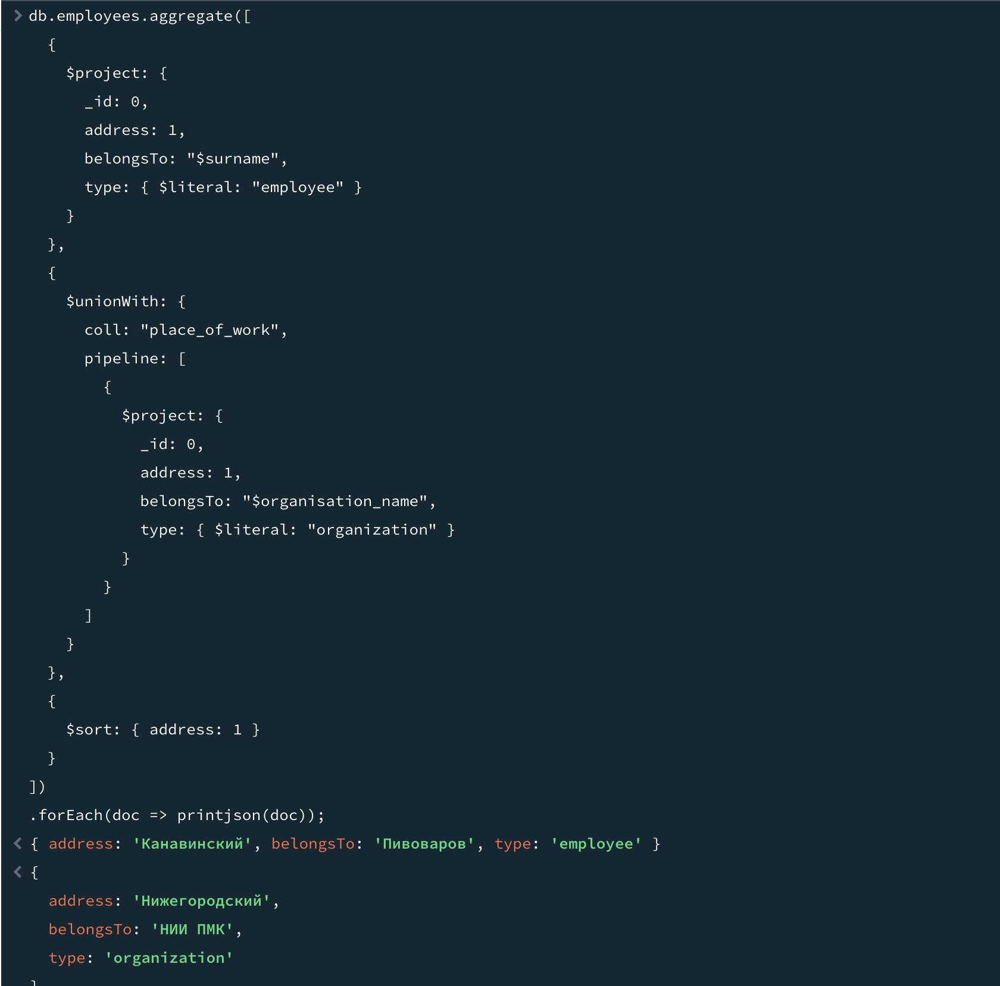 db.employees.aggregate([
  {
    $project: {
      _id: 0,
      address: 1,
      belongsTo: "$surname",
      type: { $literal: "employee" }
    }
  },
  {
    $unionWith: {
      coll: "place_of_work",
      pipeline: [
        {
          $project: {
            _id: 0,
            address: 1,
            belongsTo: "$organisation_name",
            type: { $literal: "organization" }
          }
        }
      ]
    }
  },
  {
    $sort: { address: 1 }
  }
])
.forEach(doc => printjson(doc));
{ address: 'Канавинский', belongsTo: 'Пивоваров', type: 'employee' }
{
  address: 'Нижегородский',
  belongsTo: 'НИИ ПМК',
  type: 'organization'
}